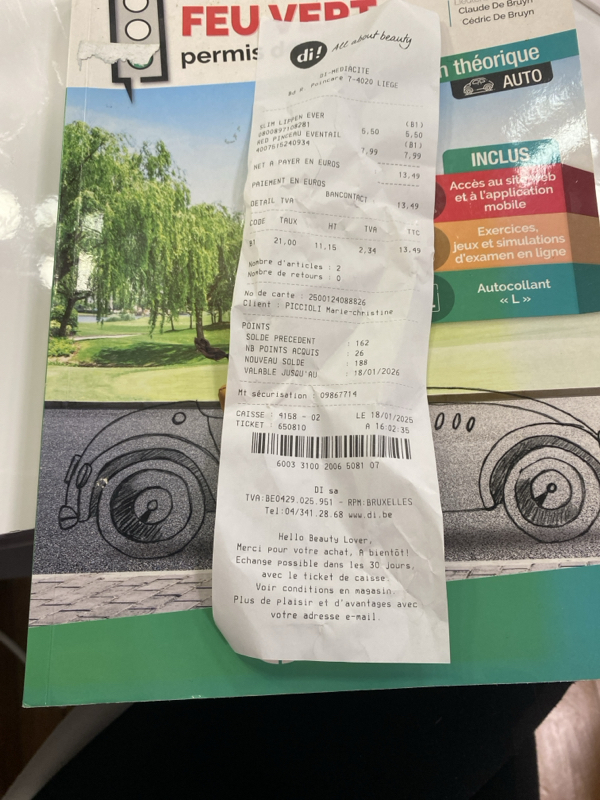 FEU VERT
permis
Claude De Bruyn
Cédric De Bruyn
théorique
AUTO
INCLUS
Accès au site web
et à l'application
mobile
Exercices,
jeux et simulations
d'examen en ligne
Autocollant
« L »
di! All about beauty
DI-MEDIACITE
Bd R. Poincare 7-4020 LIEGE
SLIM LIPPEN EVER (B1)
0800897108281 5,50 5,50
RED PINCEAU EVENTAIL (B1)
4007615240934 7,99 7,99
NET A PAYER EN EUROS 13,49
PAIEMENT EN EUROS
BANCONTACT 13,49
DETAIL TVA
CODE TAUX HT TVA TTC
B1 21,00 11,15 2,34 13,49
Nombre d'articles : 2
Nombre de retours : 0
No de carte : 2500124088826
Client : PICCIOLI Marie-christine
POINTS
SOLDE PRECEDENT : 162
NB POINTS ACQUIS : 26
NOUVEAU SOLDE : 188
VALABLE JUSQU'AU : 18/01/2026
Mt sécurisation : 09867714
CAISSE : 4158 - 02 LE 18/01/2025
TICKET : 650810 A 16:02:35
6003 3100 2006 5081 07
DI sa
TVA:BE0429.025.951 - RPM:BRUXELLES
Tel:04/341.28.68 www.di.be
Hello Beauty Lover,
Merci pour votre achat, A bientôt!
Echange possible dans les 30 jours,
avec le ticket de caisse.
Voir conditions en magasin.
Plus de plaisir et d'avantages avec
votre adresse e-mail.